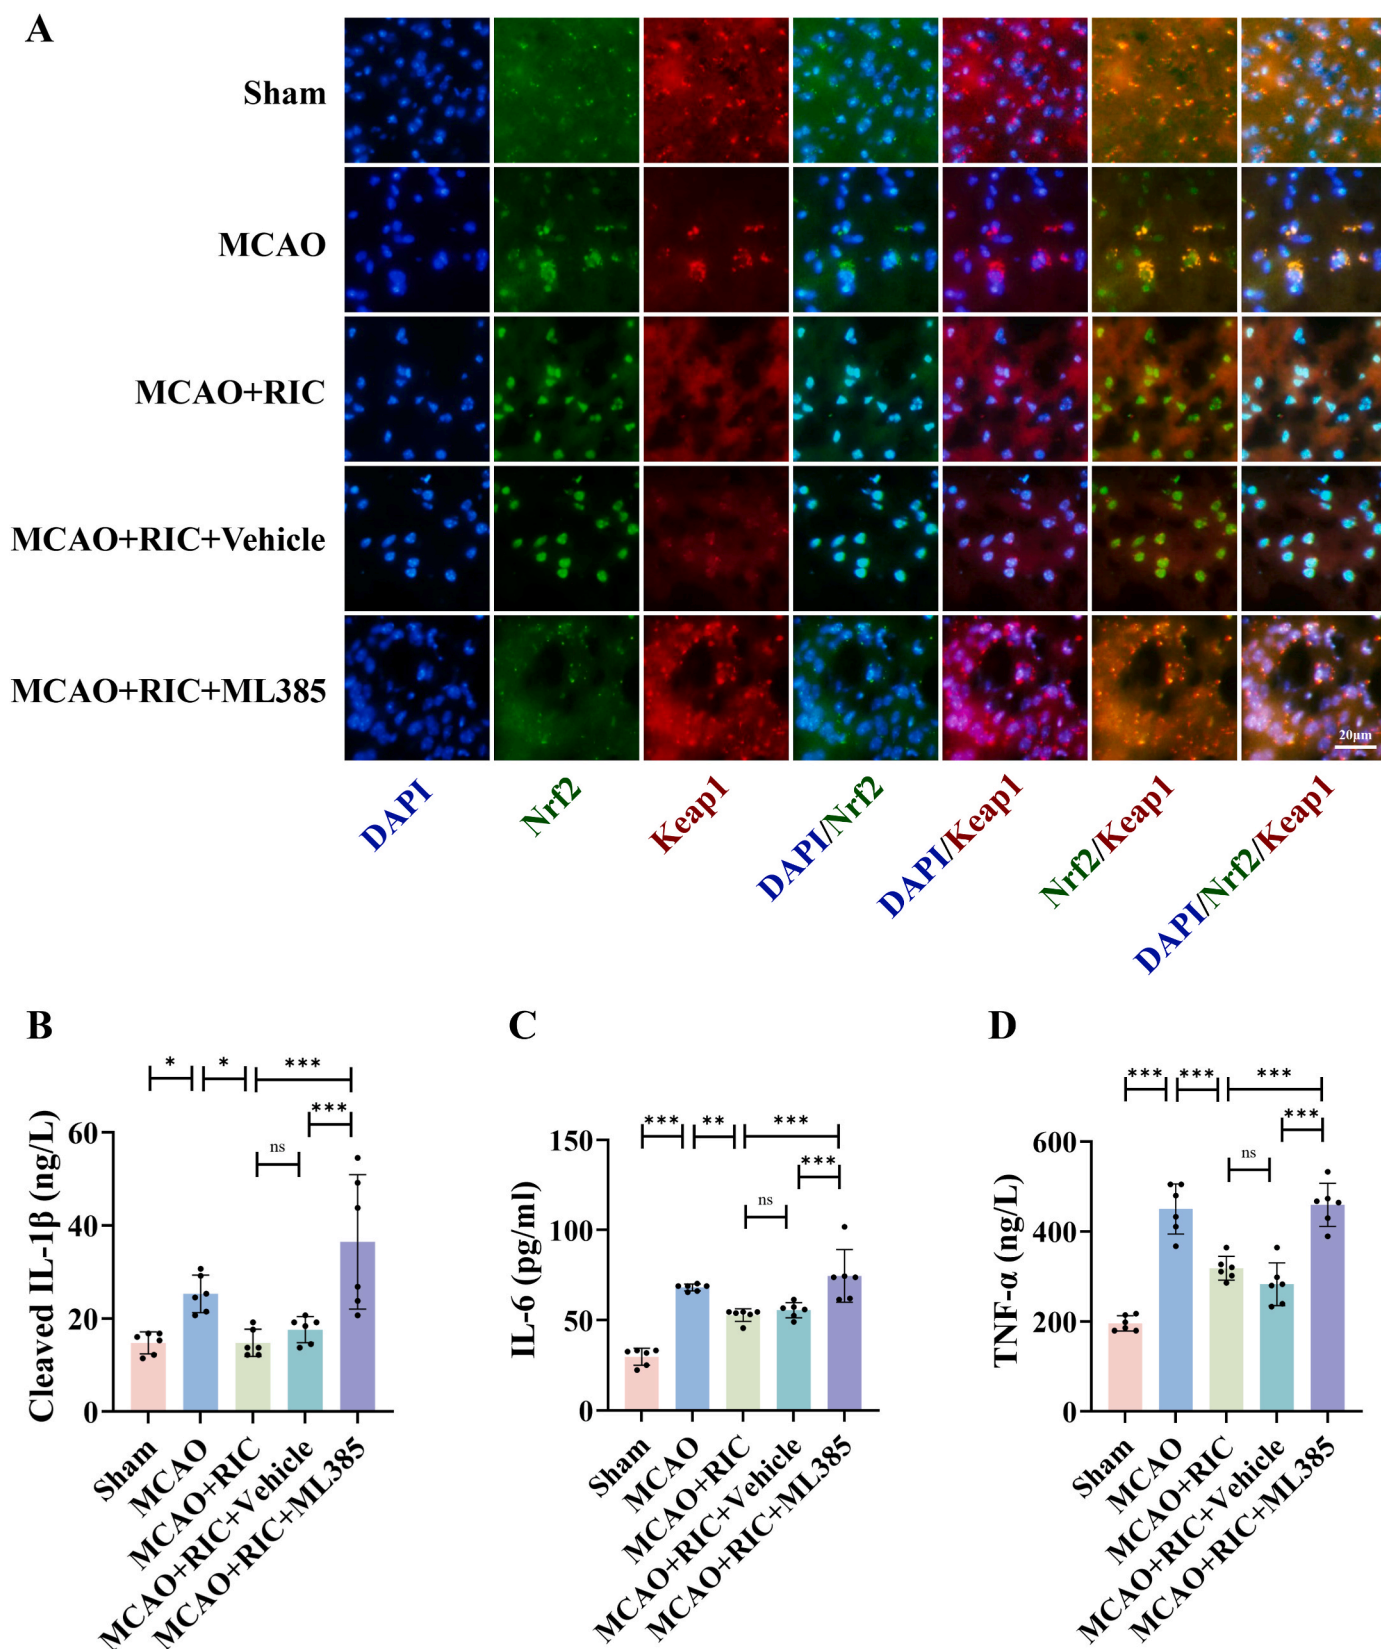 A
Sham
MCAO
MCAO+RIC
MCAO+RIC+Vehicle
MCAO+RIC+ML385
20μm
DAPI
Nrf2
Keap1
DAPI/Nrf2
DAPI/Keap1
Nrf2/Keap1
DAPI/Nrf2/Keap1
B
* * ***
***
ns
Cleaved IL-1β (ng/L)
60
40
20
0
Sham
MCAO
MCAO+RIC
MCAO+RIC+Vehicle
MCAO+RIC+ML385
C
*** ** ***
***
ns
IL-6 (pg/ml)
150
100
50
0
Sham
MCAO
MCAO+RIC
MCAO+RIC+Vehicle
MCAO+RIC+ML385
D
*** *** ***
***
ns
TNF-α (ng/L)
600
400
200
0
Sham
MCAO
MCAO+RIC
MCAO+RIC+Vehicle
MCAO+RIC+ML385